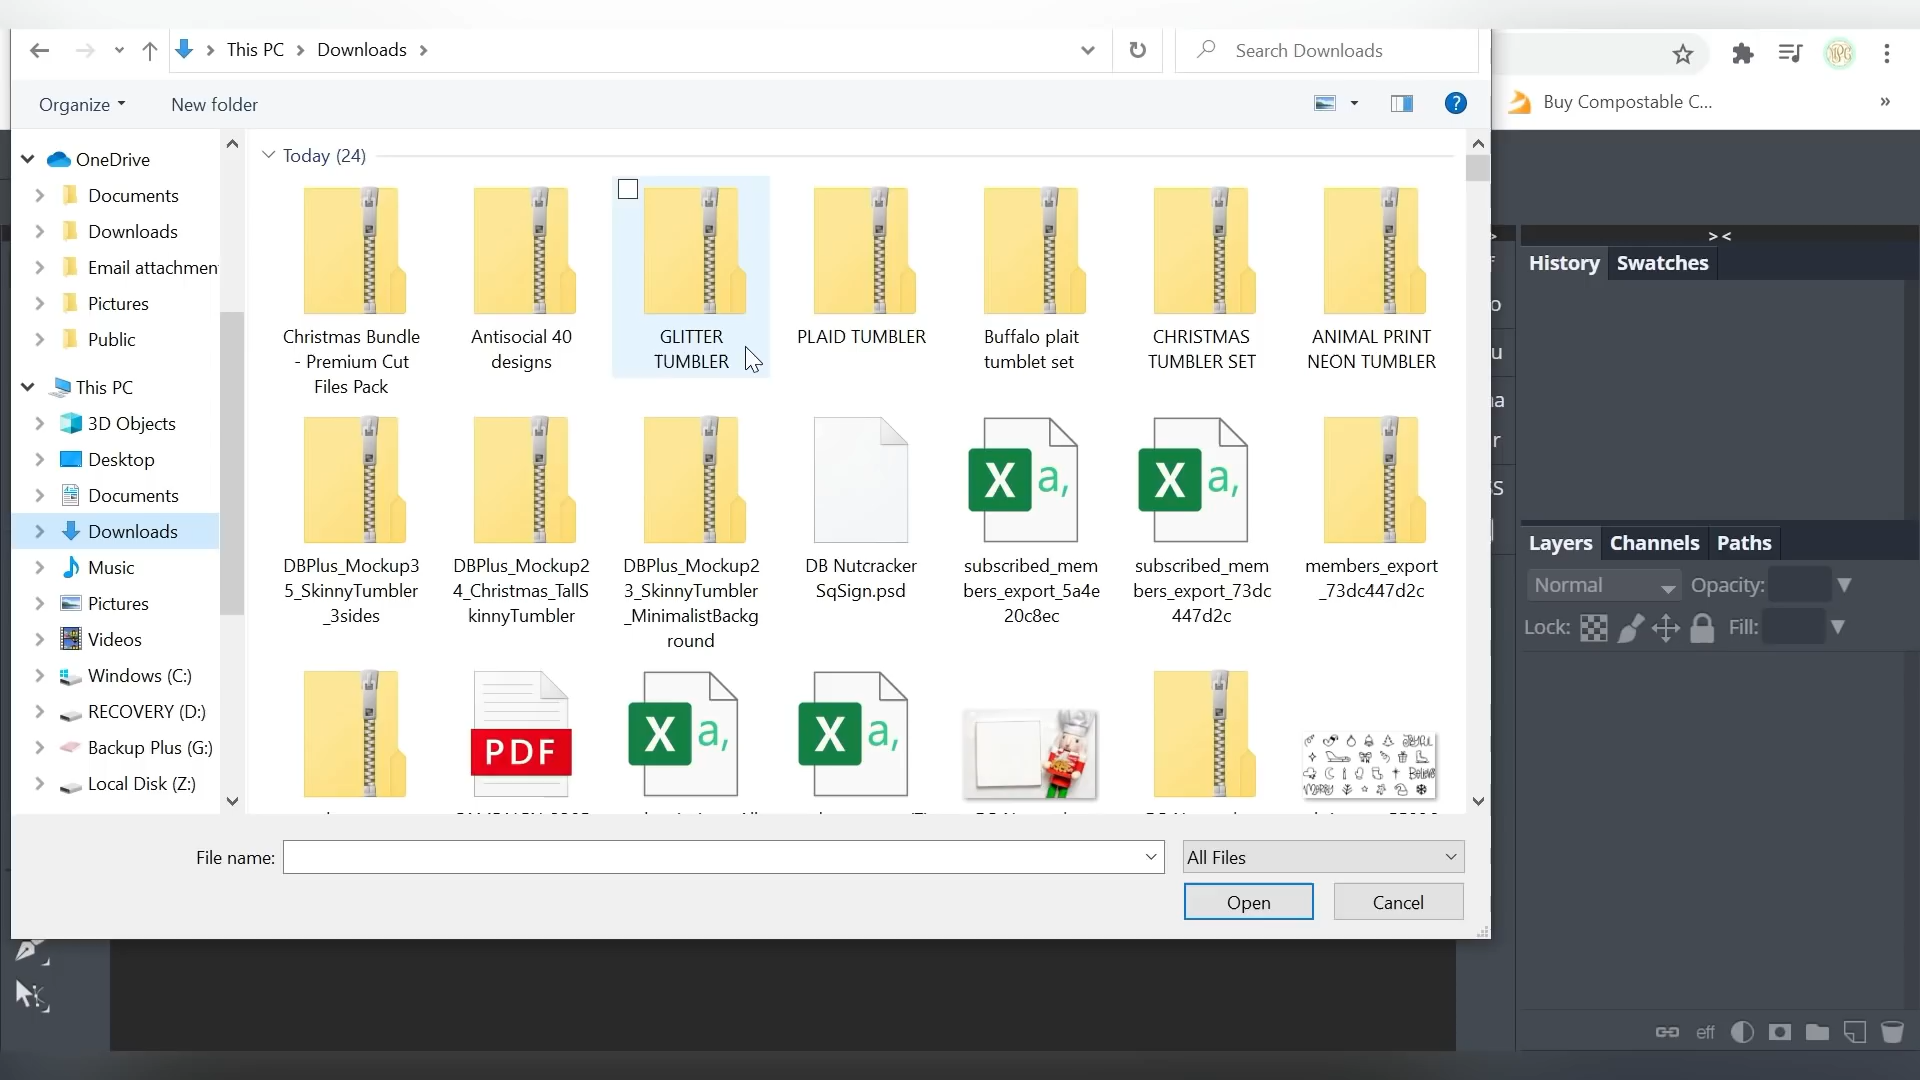 This PC > Downloads >
Search Downloads
Buy Compostable C...
»
Organize
New folder
?
OneDrive
Documents
Downloads
Email attachmen
Pictures
Public
This PC
3D Objects
Desktop
Documents
Downloads
Music
Pictures
Videos
Windows (C:)
RECOVERY (D:)
Backup Plus (G:)
Local Disk (Z:)
Today (24)
Christmas Bundle
- Premium Cut
Files Pack
Antisocial 40
designs
GLITTER
TUMBLER
PLAID TUMBLER
Buffalo plait
tumblet set
CHRISTMAS
TUMBLER SET
ANIMAL PRINT
NEON TUMBLER
DBPlus_Mockup3
5_SkinnyTumbler
_3sides
DBPlus_Mockup2
4_Christmas_TallS
kinnyTumbler
DBPlus_Mockup2
3_SkinnyTumbler
_MinimalistBackg
round
DB Nutcracker
SqSign.psd
X a,
subscribed_mem
bers_export_5a4e
20c8ec
X a,
subscribed_mem
bers_export_73dc
447d2c
members_export
_73dc447d2c
PDF
X a,
X a,
JOYFUL
Believe
MERRY
File name:
All Files
Open
Cancel
> <
History
Swatches
Layers
Channels
Paths
Normal
Opacity:
Lock:
Fill:
eff